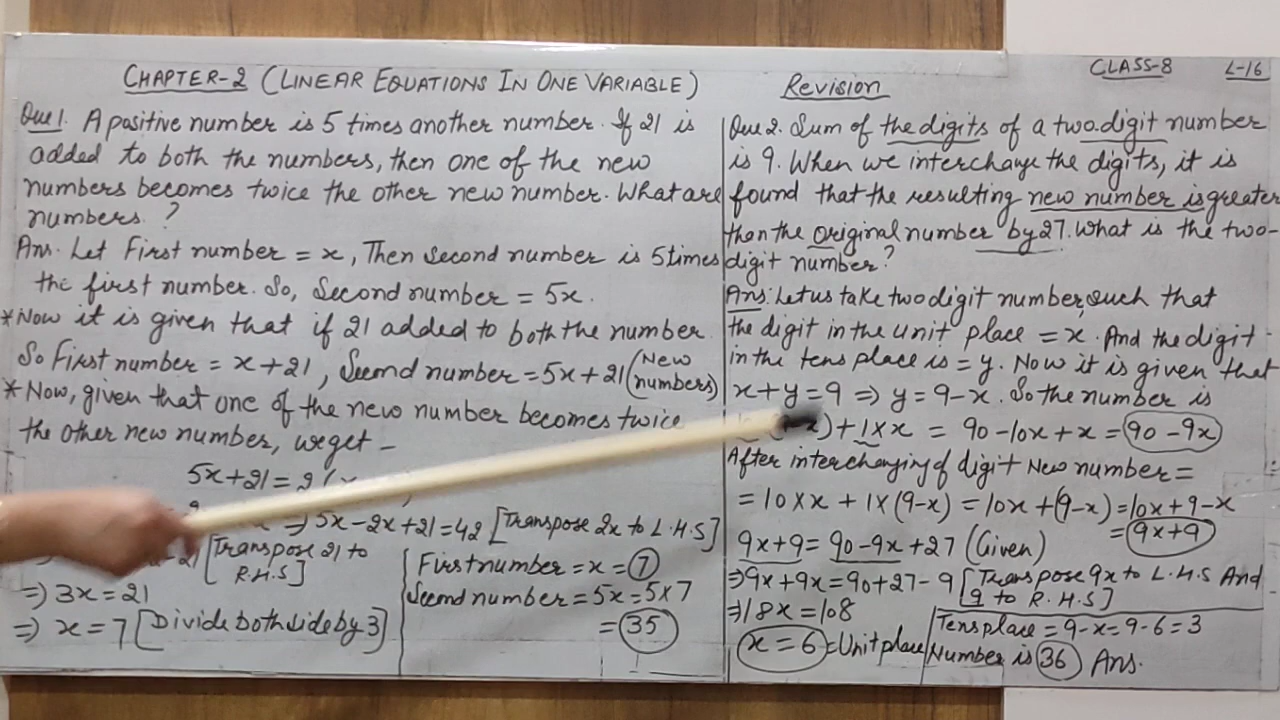 CHAPTER-2 (LINEAR EQUATIONS IN ONE VARIABLE)
Revision
CLASS-8
L-16
Que 1. A positive number is 5 times another number. If 21 is
added to both the numbers, then one of the new
numbers becomes twice the other new number. What are
numbers?
Ans. Let First number = x, Then Second number is 5 times
the first number. So, Second number = 5x.
*Now it is given that if 21 added to both the number
So First number = x+21, Second number = 5x+21 (New numbers)
*Now, given that one of the new number becomes twice
the other new number, we get –
5x+21=2(
⇒ 5x-2x+21=42 [Transpose 2x to L.H.S]
[Transpose 21 to
R.H.S]
⇒ 3x=21
⇒ x=7 [Divide both side by 3]
First number = x = 7
Second number = 5x = 5x7
= 35
Que 2. Sum of the digits of a two-digit number
is 9. When we interchange the digits, it is
found that the resulting new number is greater
than the original number by 27. What is the two-
digit number?
Ans: Let us take two digit number, such that
the digit in the unit place = x. And the digit
in the tens place is = y. Now it is given that
x+y=9 ⇒ y=9-x. So the number is
)+1×x = 90-10x+x = 90-9x
After interchanging of digit New number =
= 10×x + 1×(9-x) = 10x+(9-x) = 10x+9-x
= 9x+9
9x+9 = 90-9x+27 (Given)
⇒ 9x+9x=90+27-9 [Transpose 9x to L.H.S And
9 to R.H.S]
⇒ 18x=108
x=6 = Unit place
Tens place = 9-x=9-6=3
Number is 36 Ans.